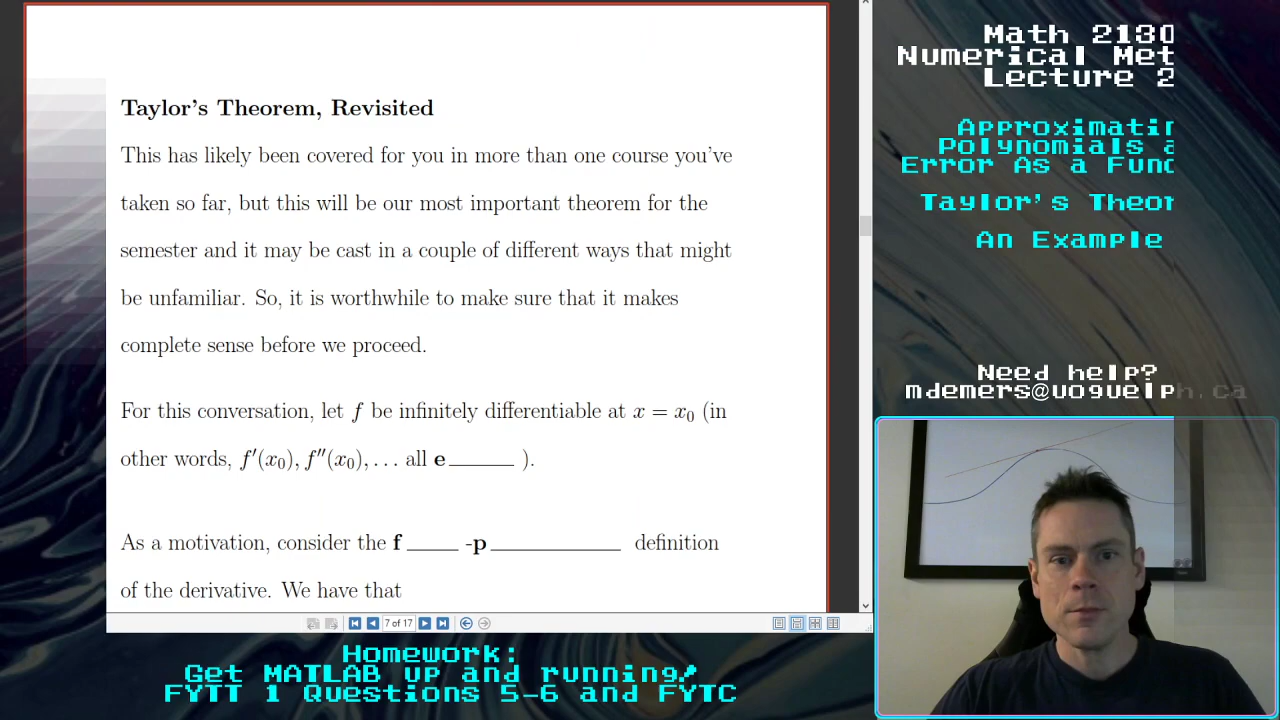 Taylor's Theorem, Revisited
This has likely been covered for you in more than one course you've
taken so far, but this will be our most important theorem for the
semester and it may be cast in a couple of different ways that might
be unfamiliar. So, it is worthwhile to make sure that it makes
complete sense before we proceed.
For this conversation, let f be infinitely differentiable at x = x₀ (in
other words, f′(x₀), f″(x₀), . . . all e______ ).
As a motivation, consider the f _____ -p____________ definition
of the derivative. We have that
7 of 17
Math 2130
Numerical Met
Lecture 2
Approximatin
Polynomials a
Error As a Func
Taylor's Theor
An Example
Need help?
mdemers@uoguelph.ca
Homework:
Get MATLAB up and running!
FYTT 1 Questions 5-6 and FYTC